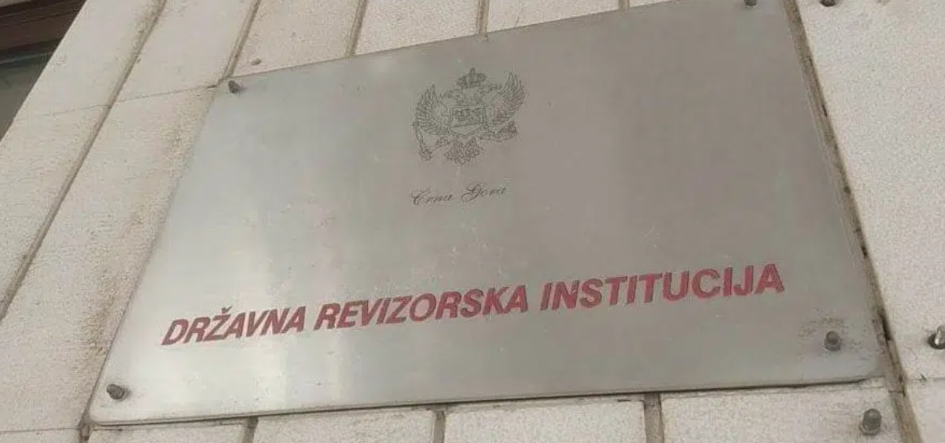 Crna Gora
DRŽAVNA REVIZORSKA INSTITUCIJA